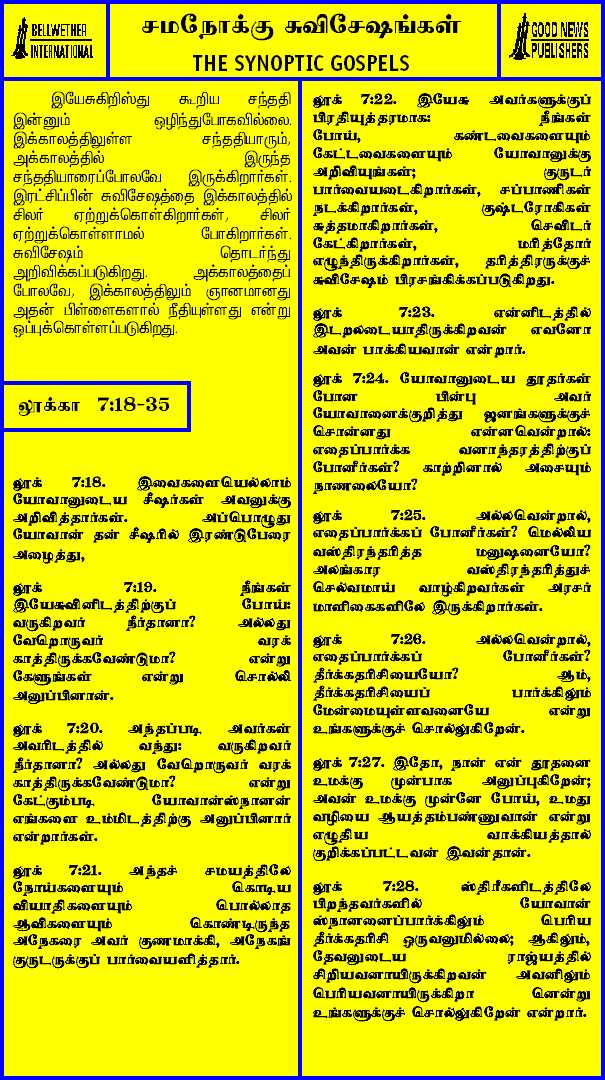 BELLWETHER
INTERNATIONAL
சமநோக்கு சுவிசேஷங்கள்
THE SYNOPTIC GOSPELS
GOOD NEWS
PUBLISHERS
இயேசுகிறிஸ்து கூறிய சந்ததி
இன்னும் ஒழிந்துபோகவில்லை.
இக்காலத்திலுள்ள சந்ததியாரும்,
அக்காலத்தில் இருந்த
சந்ததியாரைப்போலவே இருக்கிறார்கள்.
இரட்சிப்பின் சுவிசேஷத்தை இக்காலத்தில்
சிலர் ஏற்றுக்கொள்கிறார்கள், சிலர்
ஏற்றுக்கொள்ளாமல் போகிறார்கள்.
சுவிசேஷம் தொடர்ந்து
அறிவிக்கப்படுகிறது. அக்காலத்தைப்
போலவே, இக்காலத்திலும் ஞானமானது
அதன் பிள்ளைகளால் நீதியுள்ளது என்று
ஒப்புக்கொள்ளப்படுகிறது.
லூக்கா 7:18-35
லூக் 7:18. இவைகளையெல்லாம்
யோவானுடைய சீஷர்கள் அவனுக்கு
அறிவித்தார்கள். அப்பொழுது
யோவான் தன் சீஷரில் இரண்டுபேரை
அழைத்து,
லூக் 7:19. நீங்கள்
இயேசுவினிடத்திற்குப் போய்:
வருகிறவர் நீர்தானா? அல்லது
வேறொருவர் வரக்
காத்திருக்கவேண்டுமா? என்று
கேளுங்கள் என்று சொல்லி
அனுப்பினான்.
லூக் 7:20. அந்தப்படி அவர்கள்
அவரிடத்தில் வந்து: வருகிறவர்
நீர்தானா? அல்லது வேறொருவர் வரக்
காத்திருக்கவேண்டுமா? என்று
கேட்கும்படி யோவான்ஸ்நானன்
எங்களை உம்மிடத்திற்கு அனுப்பினார்
என்றார்கள்.
லூக் 7:21. அந்தச் சமயத்திலே
நோய்களையும் கொடிய
வியாதிகளையும் பொல்லாத
ஆவிகளையும் கொண்டிருந்த
அநேகரை அவர் குணமாக்கி, அநேகங்
குருடருக்குப் பார்வையளித்தார்.
லூக் 7:22. இயேசு அவர்களுக்குப்
பிரதியுத்தரமாக: நீங்கள்
போய், கண்டவைகளையும்
கேட்டவைகளையும் யோவானுக்கு
அறிவியுங்கள்; குருடர்
பார்வையடைகிறார்கள், சப்பாணிகள்
நடக்கிறார்கள், குஷ்டரோகிகள்
சுத்தமாகிறார்கள், செவிடர்
கேட்கிறார்கள், மரித்தோர்
எழுந்திருக்கிறார்கள், தரித்திரருக்குச்
சுவிசேஷம் பிரசங்கிக்கப்படுகிறது.
லூக் 7:23. என்னிடத்தில்
இடறலடையாதிருக்கிறவன் எவனோ
அவன் பாக்கியவான் என்றார்.
லூக் 7:24. யோவானுடைய தூதர்கள்
போன பின்பு அவர்
யோவானைக்குறித்து ஜனங்களுக்குச்
சொன்னது என்னவென்றால்:
எதைப்பார்க்க வனாந்தரத்திற்குப்
போனீர்கள்? காற்றினால் அசையும்
நாணலையோ?
லூக் 7:25. அல்லவென்றால்,
எதைப்பார்க்கப் போனீர்கள்? மெல்லிய
வஸ்திரந்தரித்த மனுஷனையோ?
அலங்கார வஸ்திரந்தரித்துச்
செல்வமாய் வாழ்கிறவர்கள் அரசர்
மாளிகைகளிலே இருக்கிறார்கள்.
லூக் 7:26. அல்லவென்றால்,
எதைப்பார்க்கப் போனீர்கள்?
தீர்க்கதரிசியையோ? ஆம்,
தீர்க்கதரிசியைப் பார்க்கிலும்
மேன்மையுள்ளவனையே என்று
உங்களுக்குச் சொல்லுகிறேன்.
லூக் 7:27. இதோ, நான் என் தூதனை
உமக்கு முன்பாக அனுப்புகிறேன்;
அவன் உமக்கு முன்னே போய், உமது
வழியை ஆயத்தம்பண்ணுவான் என்று
எழுதிய வாக்கியத்தால்
குறிக்கப்பட்டவன் இவன்தான்.
லூக் 7:28. ஸ்திரீகளிடத்திலே
பிறந்தவர்களில் யோவான்
ஸ்நானனைப்பார்க்கிலும் பெரிய
தீர்க்கதரிசி ஒருவனுமில்லை; ஆகிலும்,
தேவனுடைய ராஜ்யத்தில்
சிறியவனாயிருக்கிறவன் அவனிலும்
பெரியவனாயிருக்கிறா னென்று
உங்களுக்குச் சொல்லுகிறேன் என்றார்.